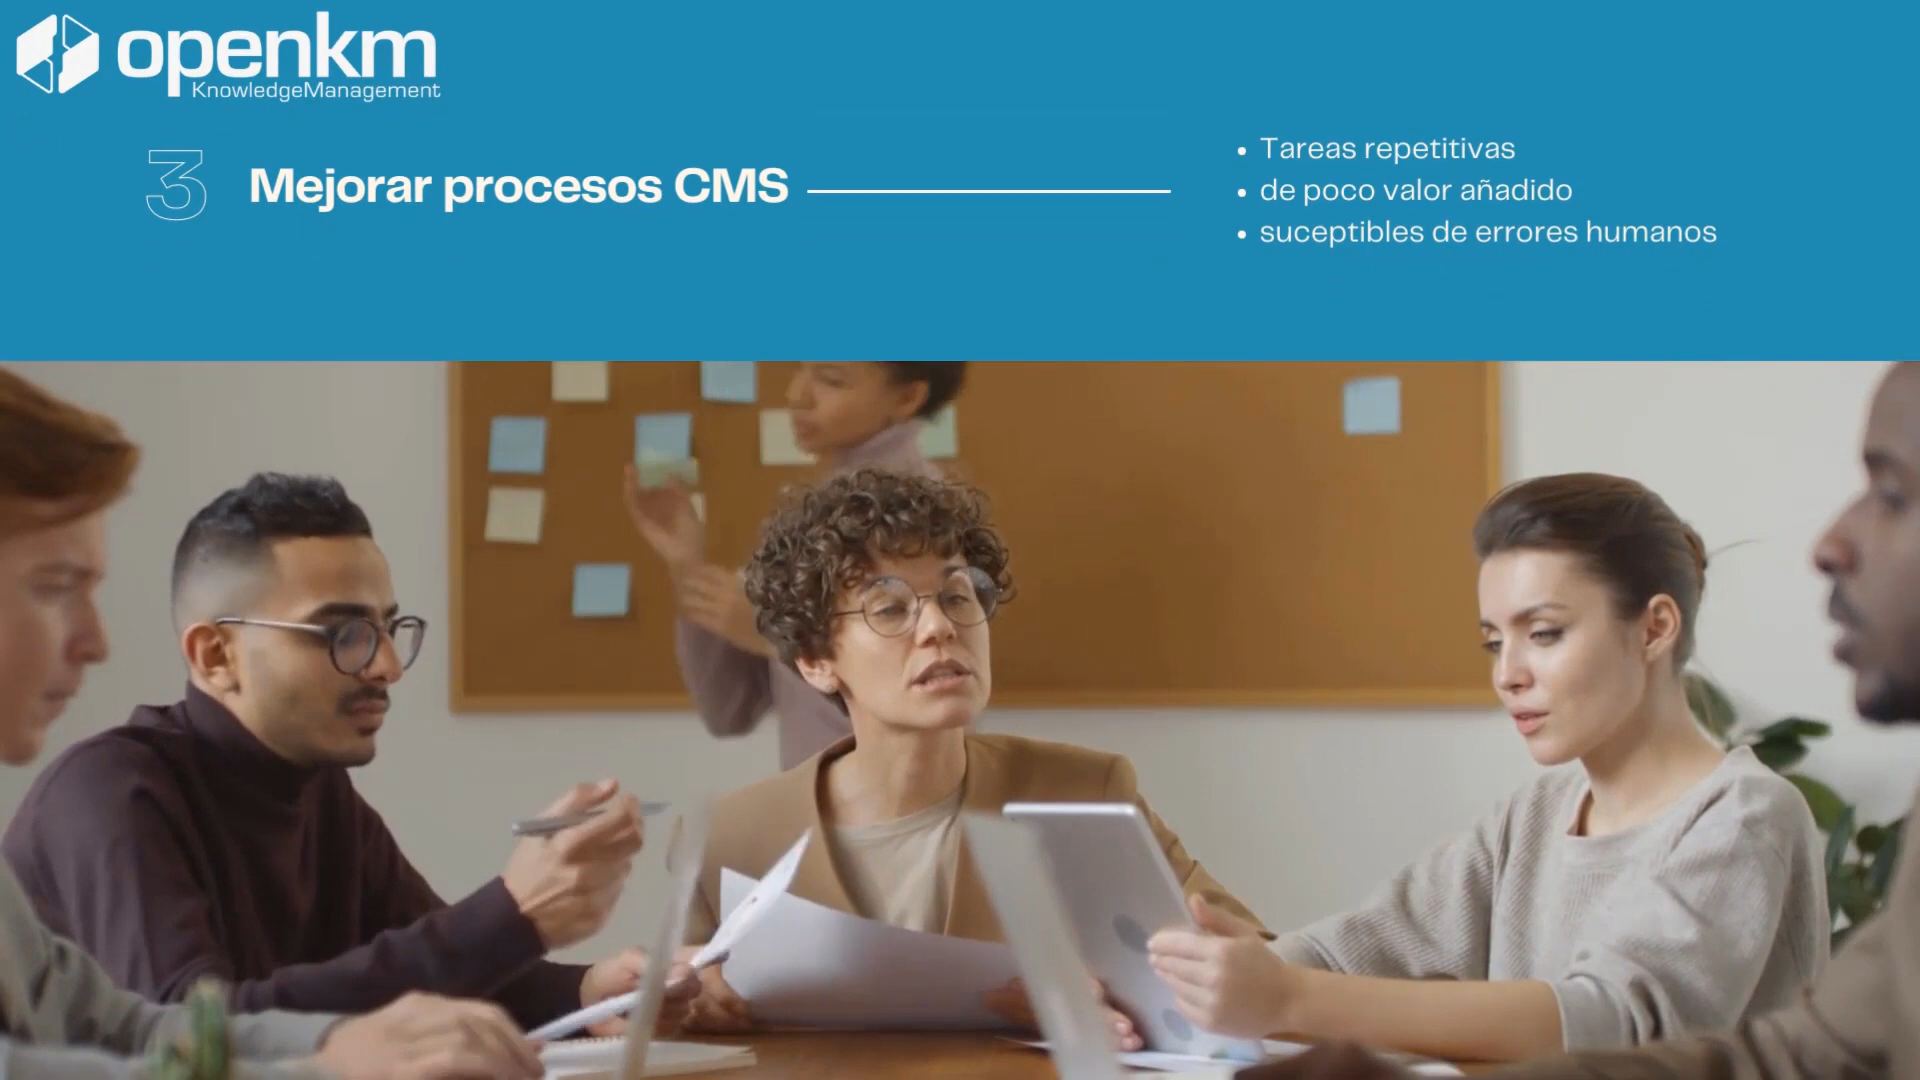 openkm
KnowledgeManagement
3
Mejorar procesos CMS
Tareas repetitivas
de poco valor añadido
suceptibles de errores humanos